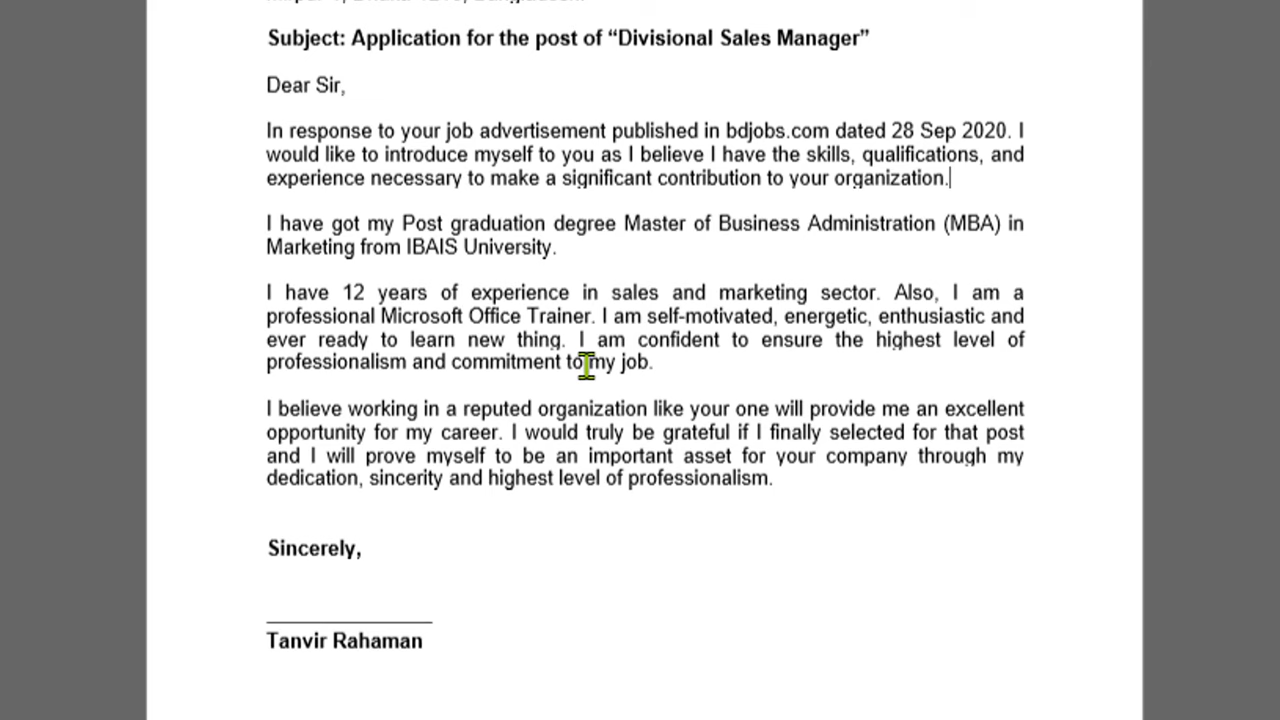 Subject: Application for the post of “Divisional Sales Manager”
Dear Sir,
In response to your job advertisement published in bdjobs.com dated 28 Sep 2020. I
would like to introduce myself to you as I believe I have the skills, qualifications, and
experience necessary to make a significant contribution to your organization.
I have got my Post graduation degree Master of Business Administration (MBA) in
Marketing from IBAIS University.
I have 12 years of experience in sales and marketing sector. Also, I am a
professional Microsoft Office Trainer. I am self-motivated, energetic, enthusiastic and
ever ready to learn new thing. I am confident to ensure the highest level of
professionalism and commitment to my job.
I believe working in a reputed organization like your one will provide me an excellent
opportunity for my career. I would truly be grateful if I finally selected for that post
and I will prove myself to be an important asset for your company through my
dedication, sincerity and highest level of professionalism.
Sincerely,
Tanvir Rahaman